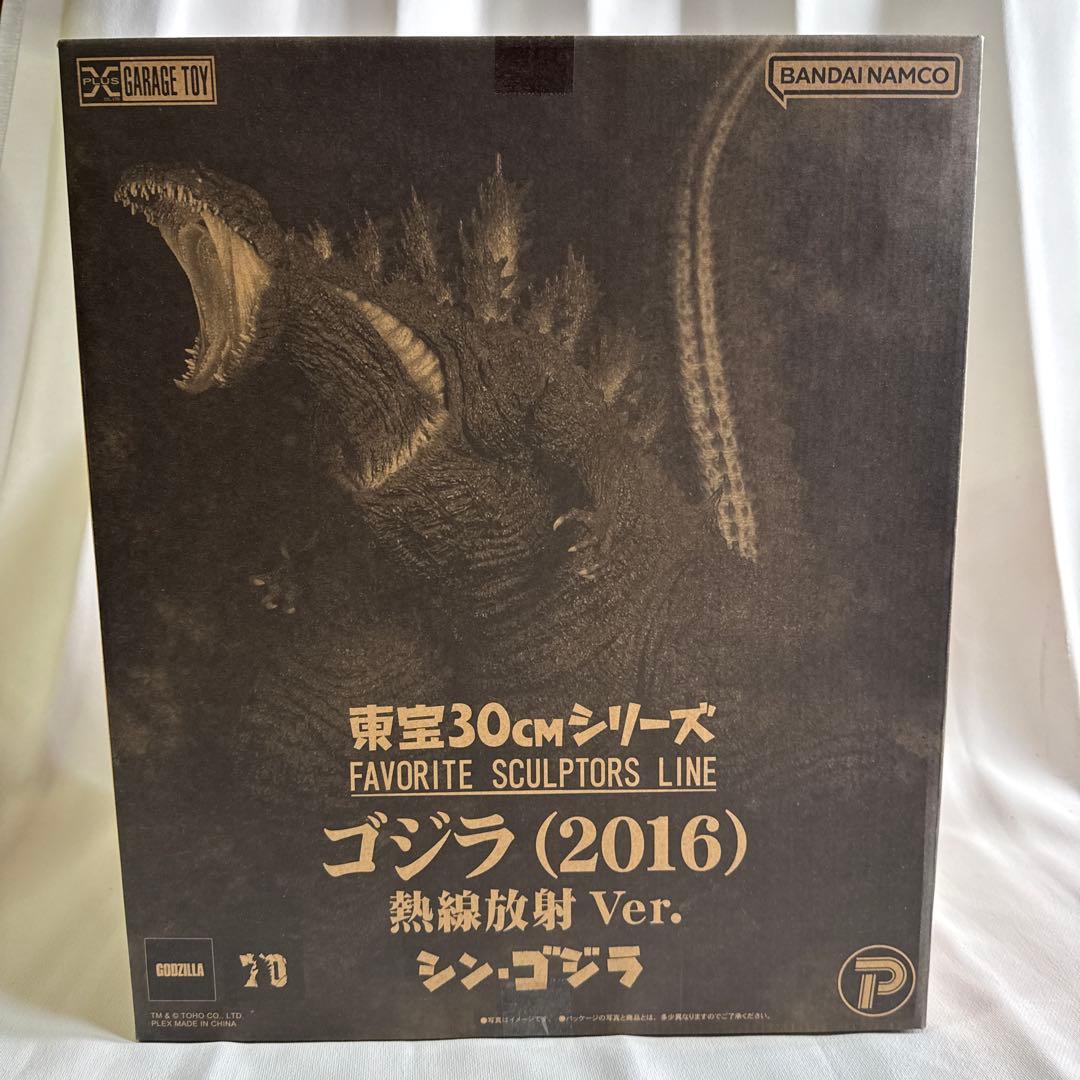 X PLUS GARAGE TOY
BANDAI NAMCO
東宝30CMシリーズ
FAVORITE SCULPTORS LINE
ゴジラ(2016)
熱線放射 Ver.
シン・ゴジラ
GODZILLA
70
TM & © TOHO CO., LTD.
PLEX MADE IN CHINA
●写真はイメージです。 ●パッケージの写真と商品とは、多少異なりますのでご了承ください。
P